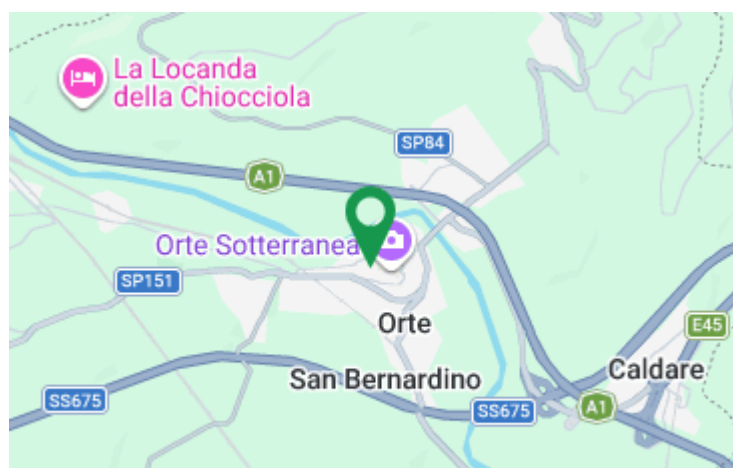 La Locanda
della Chiocciola
SP84
A1
Orte Sotterranea
SP151
Orte
E45
San Bernardino
Caldare
SS675
SS675
A1